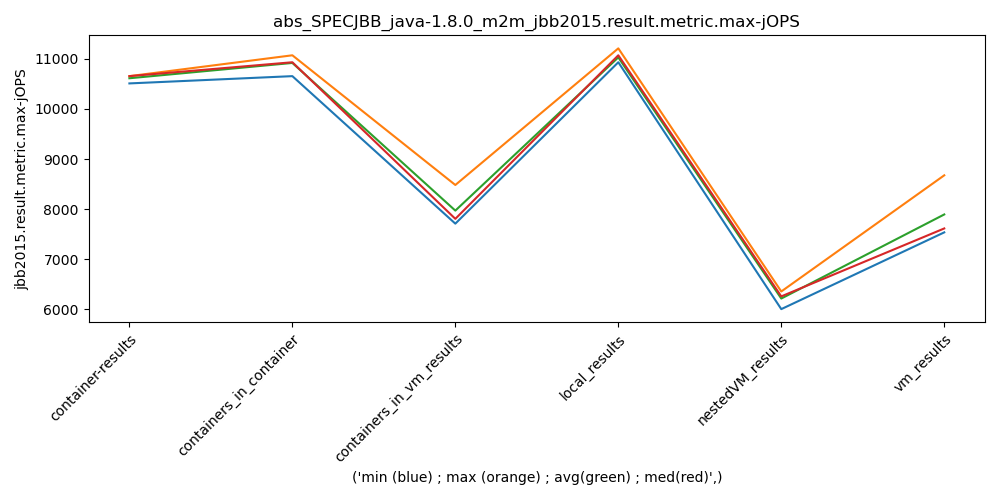 abs_SPECJBB_java-1.8.0_m2m_jbb2015.result.metric.max-jOPS
jbb2015.result.metric.max-jOPS
11000
10000
9000
8000
7000
6000
container-results
containers_in_container
containers_in_vm_results
local_results
nestedVM_results
vm_results
('min (blue) ; max (orange) ; avg(green) ; med(red)',)